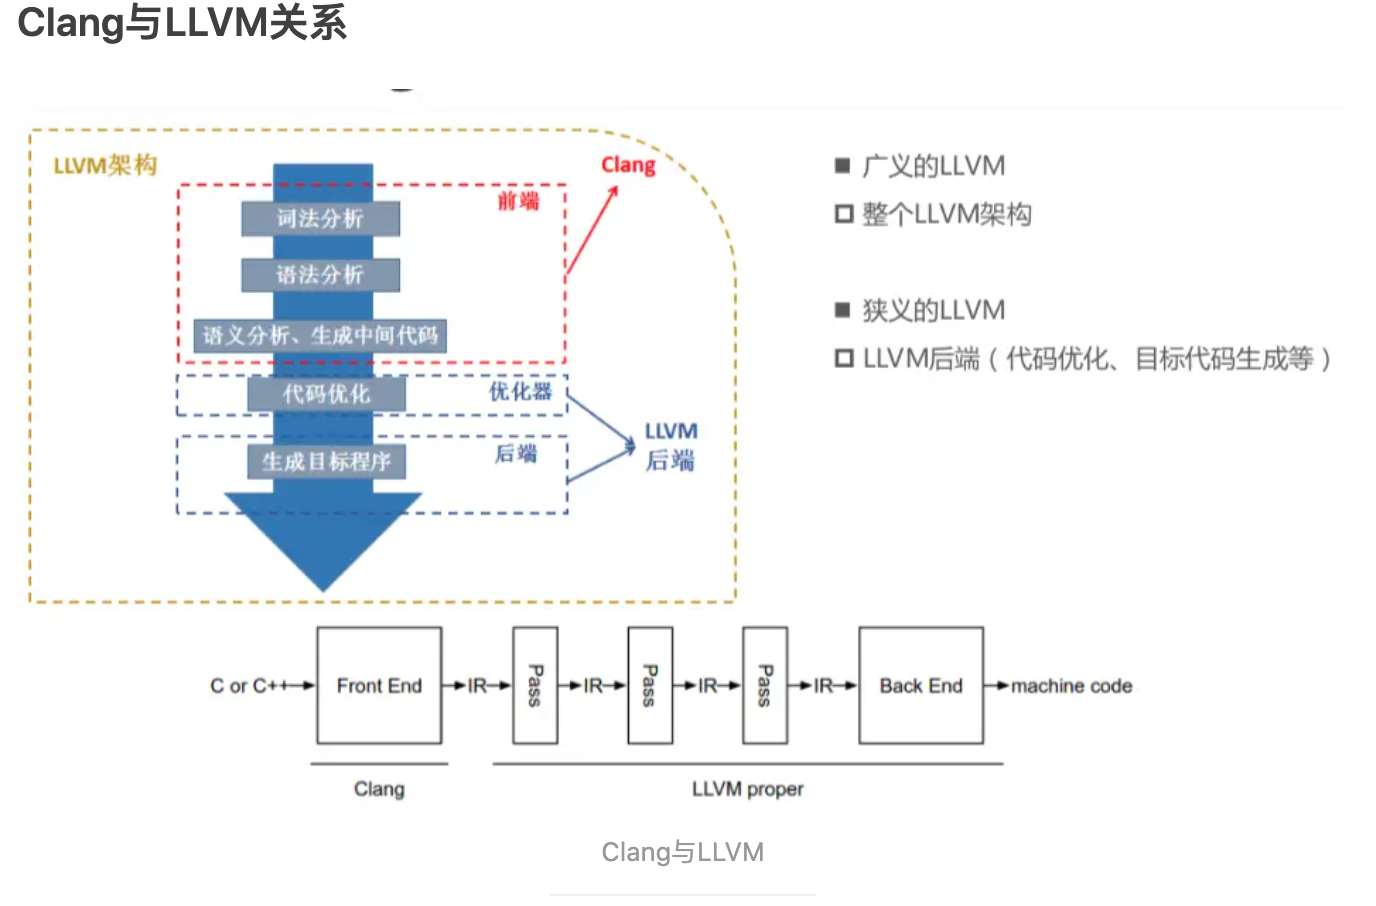 Clang与LLVM关系
LLVM架构
Clang
前端
词法分析
语法分析
语义分析、生成中间代码
代码优化
优化器
生成目标程序
后端
LLVM
后端
■ 广义的LLVM
整个LLVM架构
■ 狭义的LLVM
LLVM后端（代码优化、目标代码生成等）
C or C++
Front End
IR
Pass
IR
Pass
IR
Pass
IR
Back End
machine code
Clang
LLVM proper
Clang与LLVM